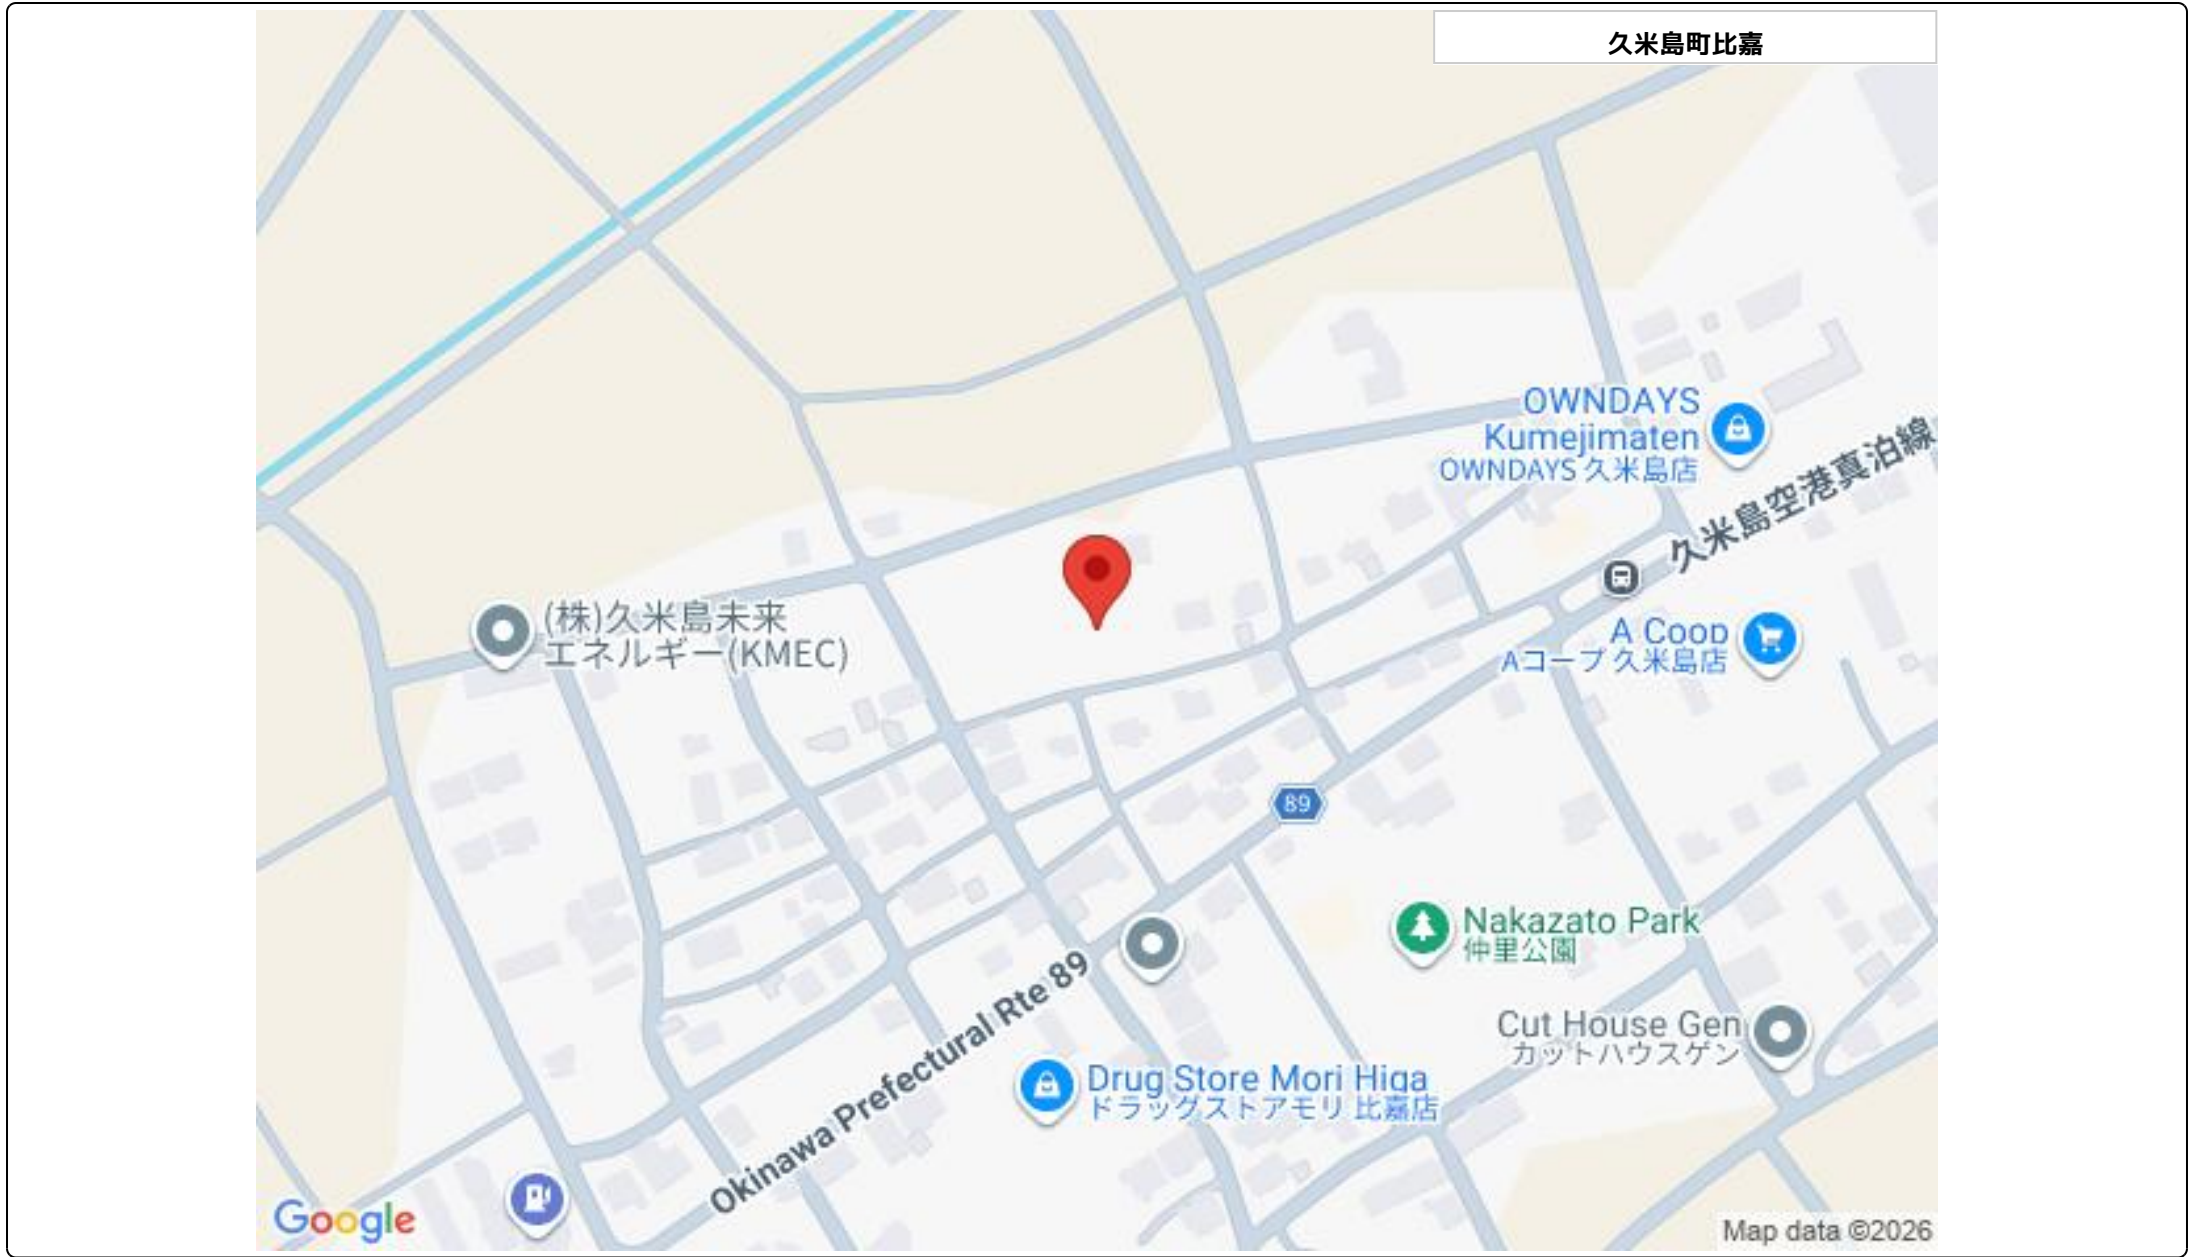 久米島町比嘉
OWNDAYS
Kumejimaten
OWNDAYS 久米島店
久米島空港真泊線
(株)久米島未来
エネルギー(KMEC)
A Coop
Aコープ 久米島店
89
Nakazato Park
仲里公園
Okinawa Prefectural Rte 89
Cut House Gen
カットハウスゲン
Drug Store Mori Higa
ドラッグストアモリ 比嘉店
Google
Map data ©2026